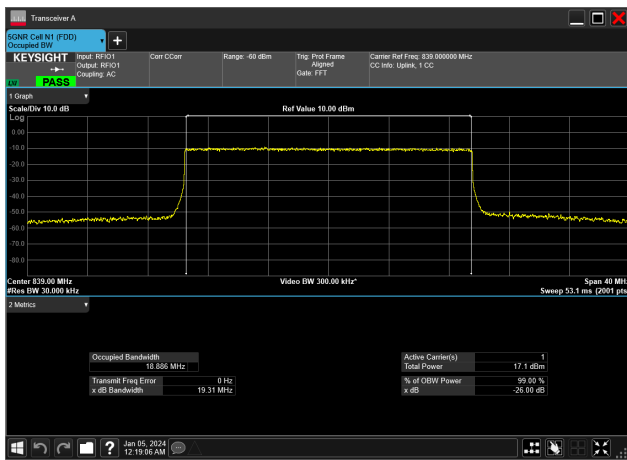 Transceiver A
5GNR Cell N1 (FDD)
Occupied BW
+
KEYSIGHT
LXI
PASS
Input: RFIO1
Output: RFIO1
Coupling: AC
Corr CCorr
Range: -60 dBm
Trig: Prot Frame
Aligned
Gate: FFT
Carrier Ref Freq: 839.000000 MHz
CC Info: Uplink, 1 CC
1 Graph
Scale/Div 10.0 dB
Ref Value 10.00 dBm
Log
0.00
-10.0
-20.0
-30.0
-40.0
-50.0
-60.0
-70.0
-80.0
Center 839.00 MHz
Video BW 300.00 kHz*
Span 40 MHz
#Res BW 30.000 kHz
Sweep 53.1 ms (2001 pts
2 Metrics
Occupied Bandwidth
18.886 MHz
Transmit Freq Error 0 Hz
x dB Bandwidth 19.31 MHz
Active Carrier(s) 1
Total Power 17.1 dBm
% of OBW Power 99.00 %
x dB -26.00 dB
?
Jan 05, 2024
12:19:06 AM